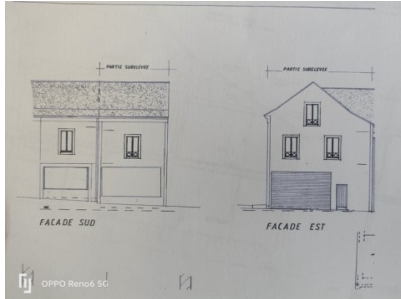 PARTIE SURELEVEE
PARTIE SURELEVEE
FACADE SUD
FACADE EST
OPPO Reno6 5G